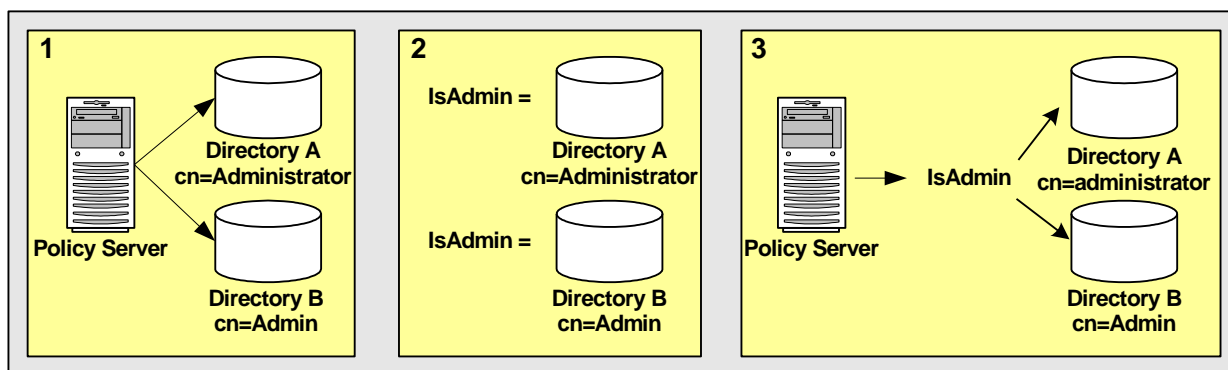 1
Directory A
cn=Administrator
Policy Server
Directory B
cn=Admin
2
IsAdmin =
Directory A
cn=Administrator
IsAdmin =
Directory B
cn=Admin
3
Policy Server
IsAdmin
Directory A
cn=administrator
Directory B
cn=Admin